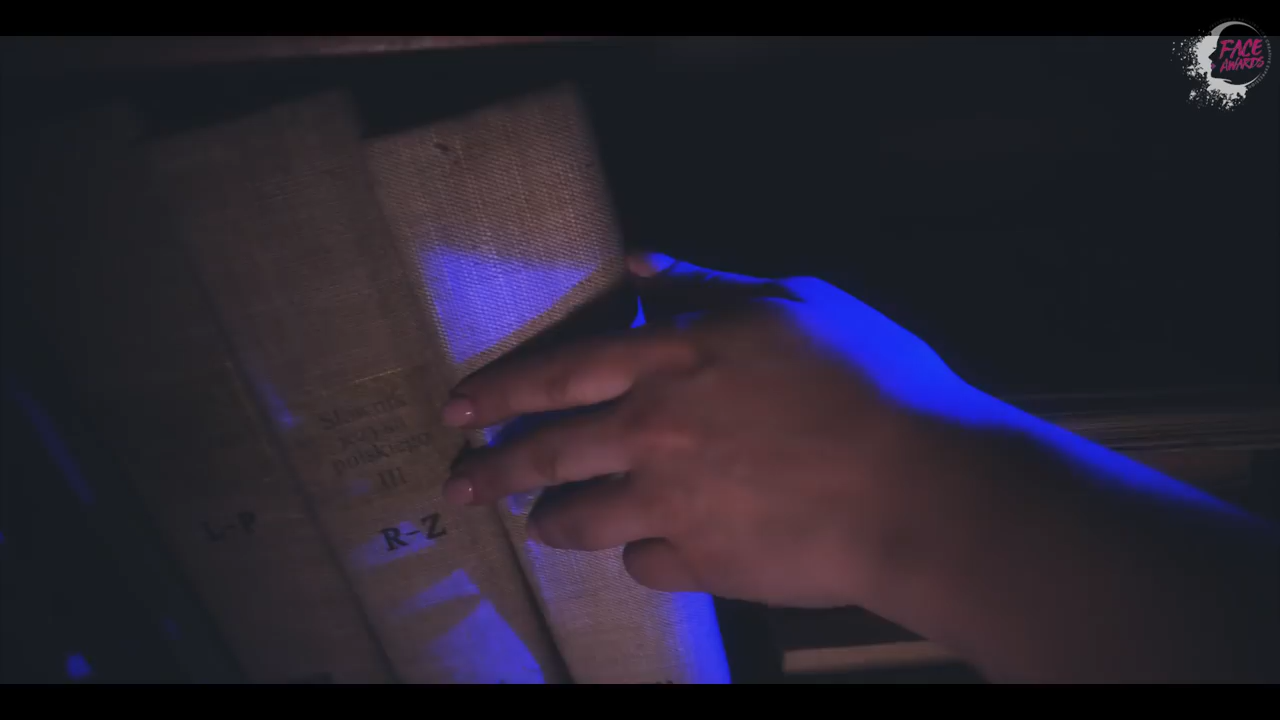 FACE
AWARDS
Słownik
języka
polskiego
III
L-P
R-Z